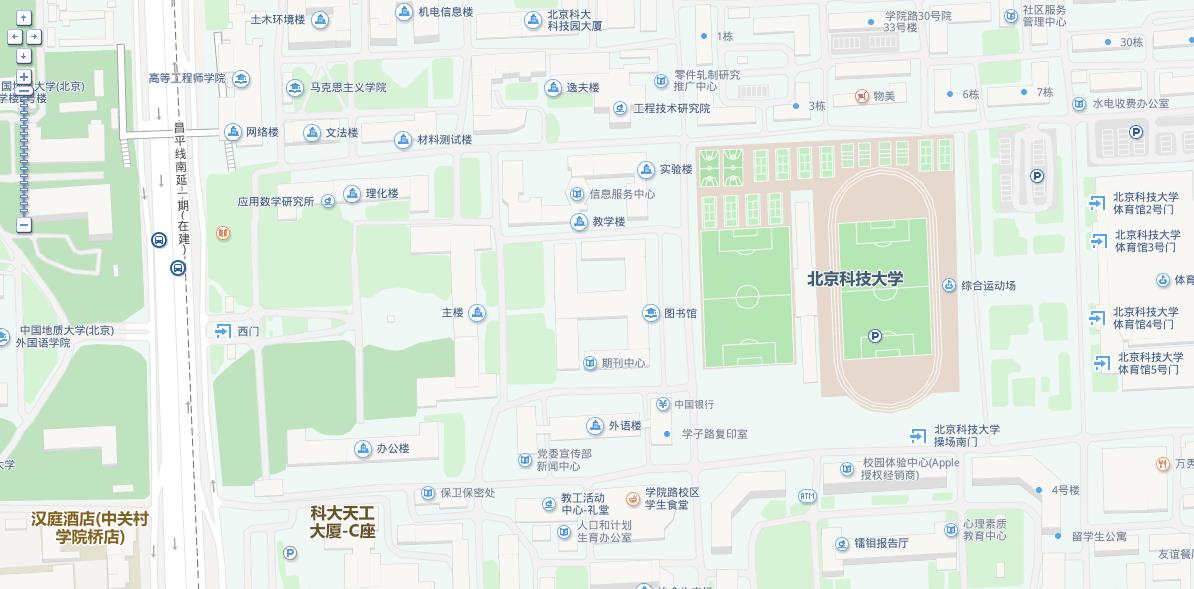 土木环境楼
机电信息楼
北京科大
科技园大厦
1栋
学院路30号院
33号楼
社区服务
管理中心
30栋
高等工程师学院
马克思主义学院
逸夫楼
零件轧制研究
推广中心
工程技术研究院
3栋
物美
6栋
7栋
水电收费办公室
大学(北京)
号楼
网络楼
文法楼
材料测试楼
昌平线南延一期(在建)
实验楼
信息服务中心
应用数学研究所
理化楼
教学楼
北京科技大学
体育馆2号门
北京科技大学
体育馆3号门
北京科技大学
综合运动场
体育
主楼
图书馆
北京科技大学
体育馆4号门
中国地质大学(北京)
外国语学院
西门
期刊中心
北京科技大学
体育馆5号门
中国银行
外语楼
学子路复印室
北京科技大学
操场南门
办公楼
党委宣传部
新闻中心
校园体验中心(Apple
授权经销商)
大学
保卫保密处
教工活动
中心-礼堂
学院路校区
学生食堂
ATM
4号楼
汉庭酒店(中关村
学院桥店)
科大天工
大厦-C座
人口和计划
生育办公室
镭钼报告厅
心理素质
教育中心
留学生公寓
友谊餐
P
P
P
P